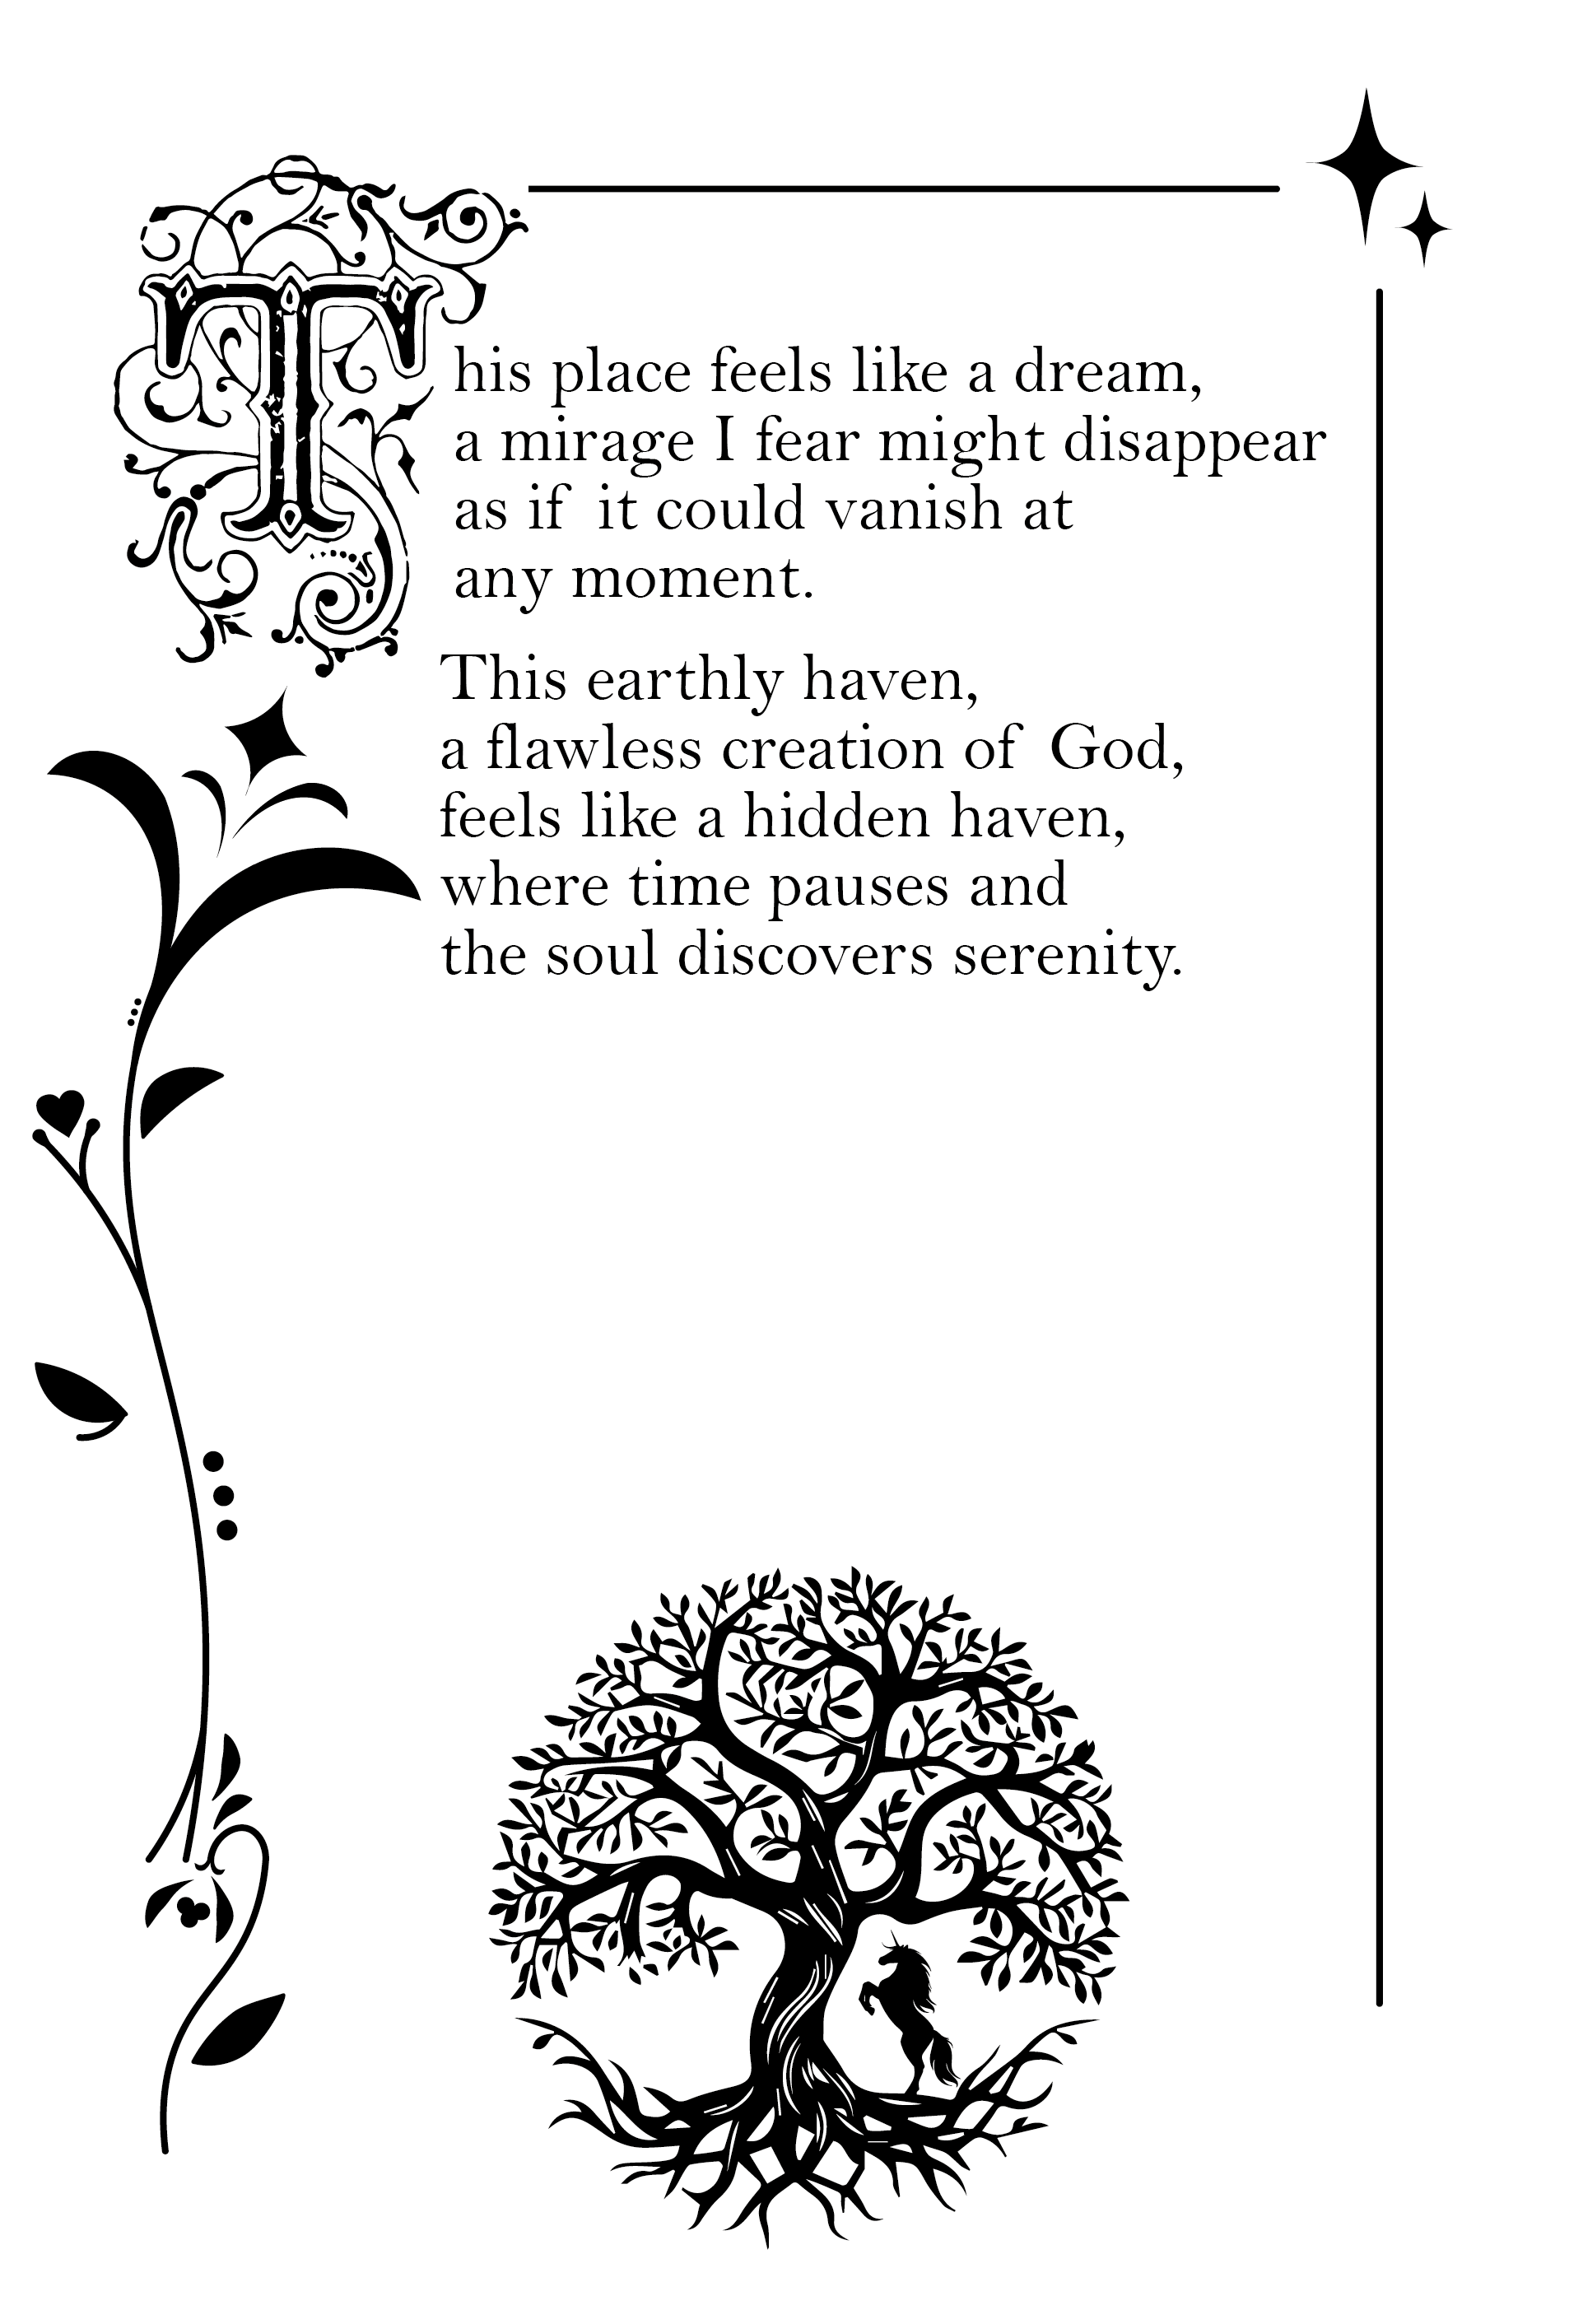 This place feels like a dream,
a mirage I fear might disappear
as if it could vanish at
any moment.
This earthly haven,
a flawless creation of God,
feels like a hidden haven,
where time pauses and
the soul discovers serenity.